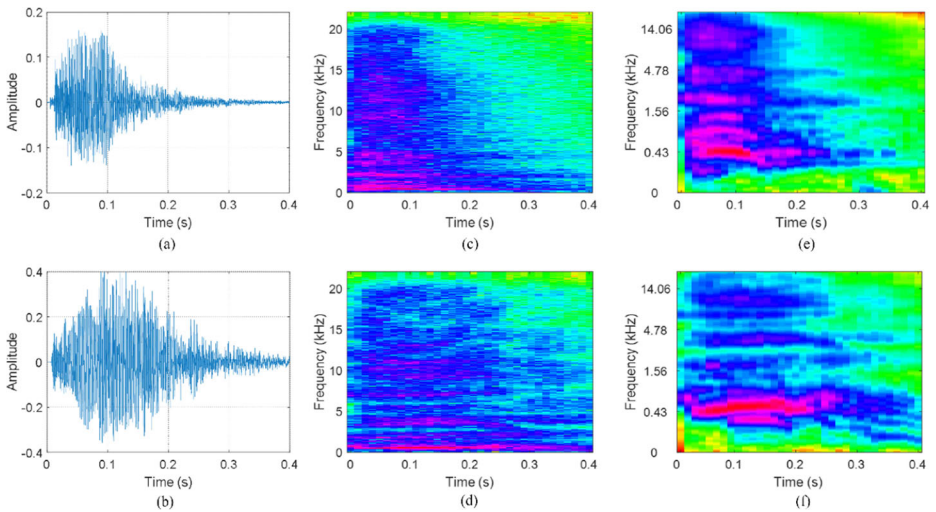 0.2
0.1
0
-0.1
-0.2
Amplitude
0 0.1 0.2 0.3 0.4
Time (s)
(a)
20
15
10
5
0
Frequency (kHz)
0 0.1 0.2 0.3 0.4
Time (s)
(c)
14.06
4.78
1.56
0.43
0
Frequency (kHz)
0 0.1 0.2 0.3 0.4
Time (s)
(e)
0.4
0.2
0
-0.2
-0.4
Amplitude
0 0.1 0.2 0.3 0.4
Time (s)
(b)
20
15
10
5
0
Frequency (kHz)
0 0.1 0.2 0.3 0.4
Time (s)
(d)
14.06
4.78
1.56
0.43
0
Frequency (kHz)
0 0.1 0.2 0.3 0.4
Time (s)
(f)